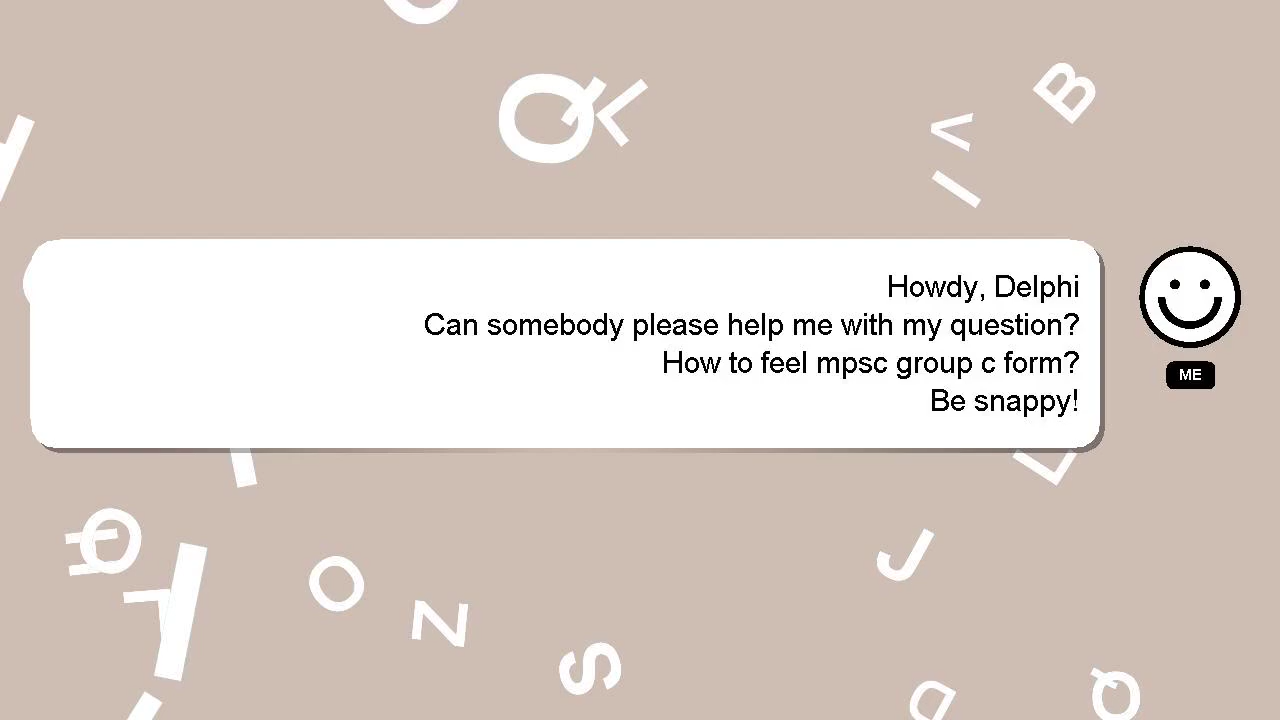 Howdy, Delphi
Can somebody please help me with my question?
How to feel mpsc group c form?
Be snappy!
ME